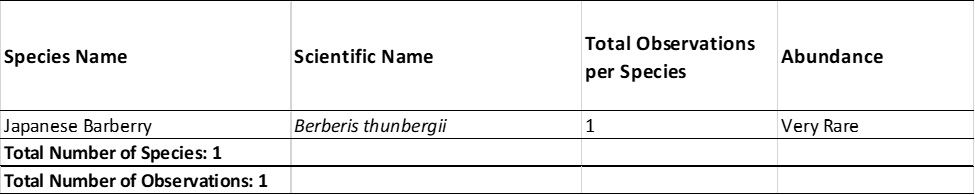 Species Name Scientific Name Total Observations per Species Abundance
Japanese Barberry Berberis thunbergii 1 Very Rare
Total Number of Species: 1
Total Number of Observations: 1